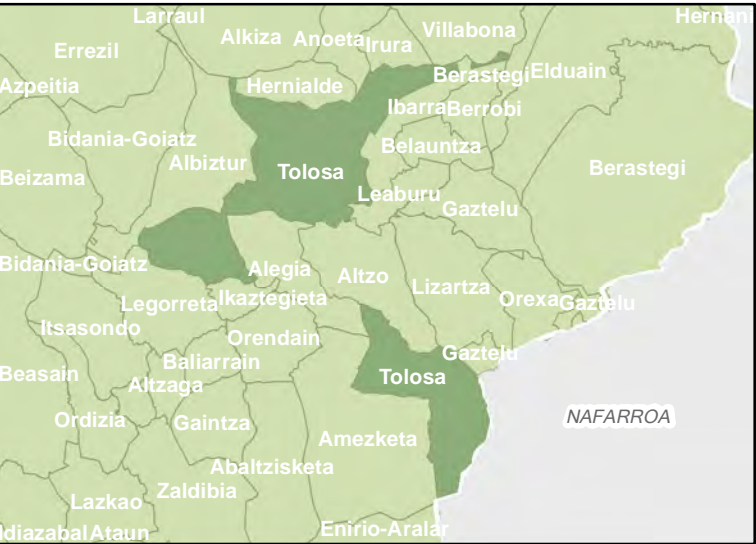 Larraul
Hernani
Errezil
Alkiza
Anoeta
Irura
Villabona
Azpeitia
Hernialde
Berastegi
Elduain
Ibarra
Berrobi
Bidania-Goiatz
Albiztur
Belauntza
Beizama
Tolosa
Berastegi
Leaburu
Gaztelu
Bidania-Goiatz
Alegia
Altzo
Lizartza
Orexa
Gaztelu
Legorreta
Ikaztegieta
Itsasondo
Orendain
Gaztelu
Baliarrain
Beasain
Altzaga
Tolosa
Ordizia
Gaintza
NAFARROA
Amezketa
Abaltzisketa
Zaldibia
Lazkao
Idiazabal
Ataun
Enirio-Aralar